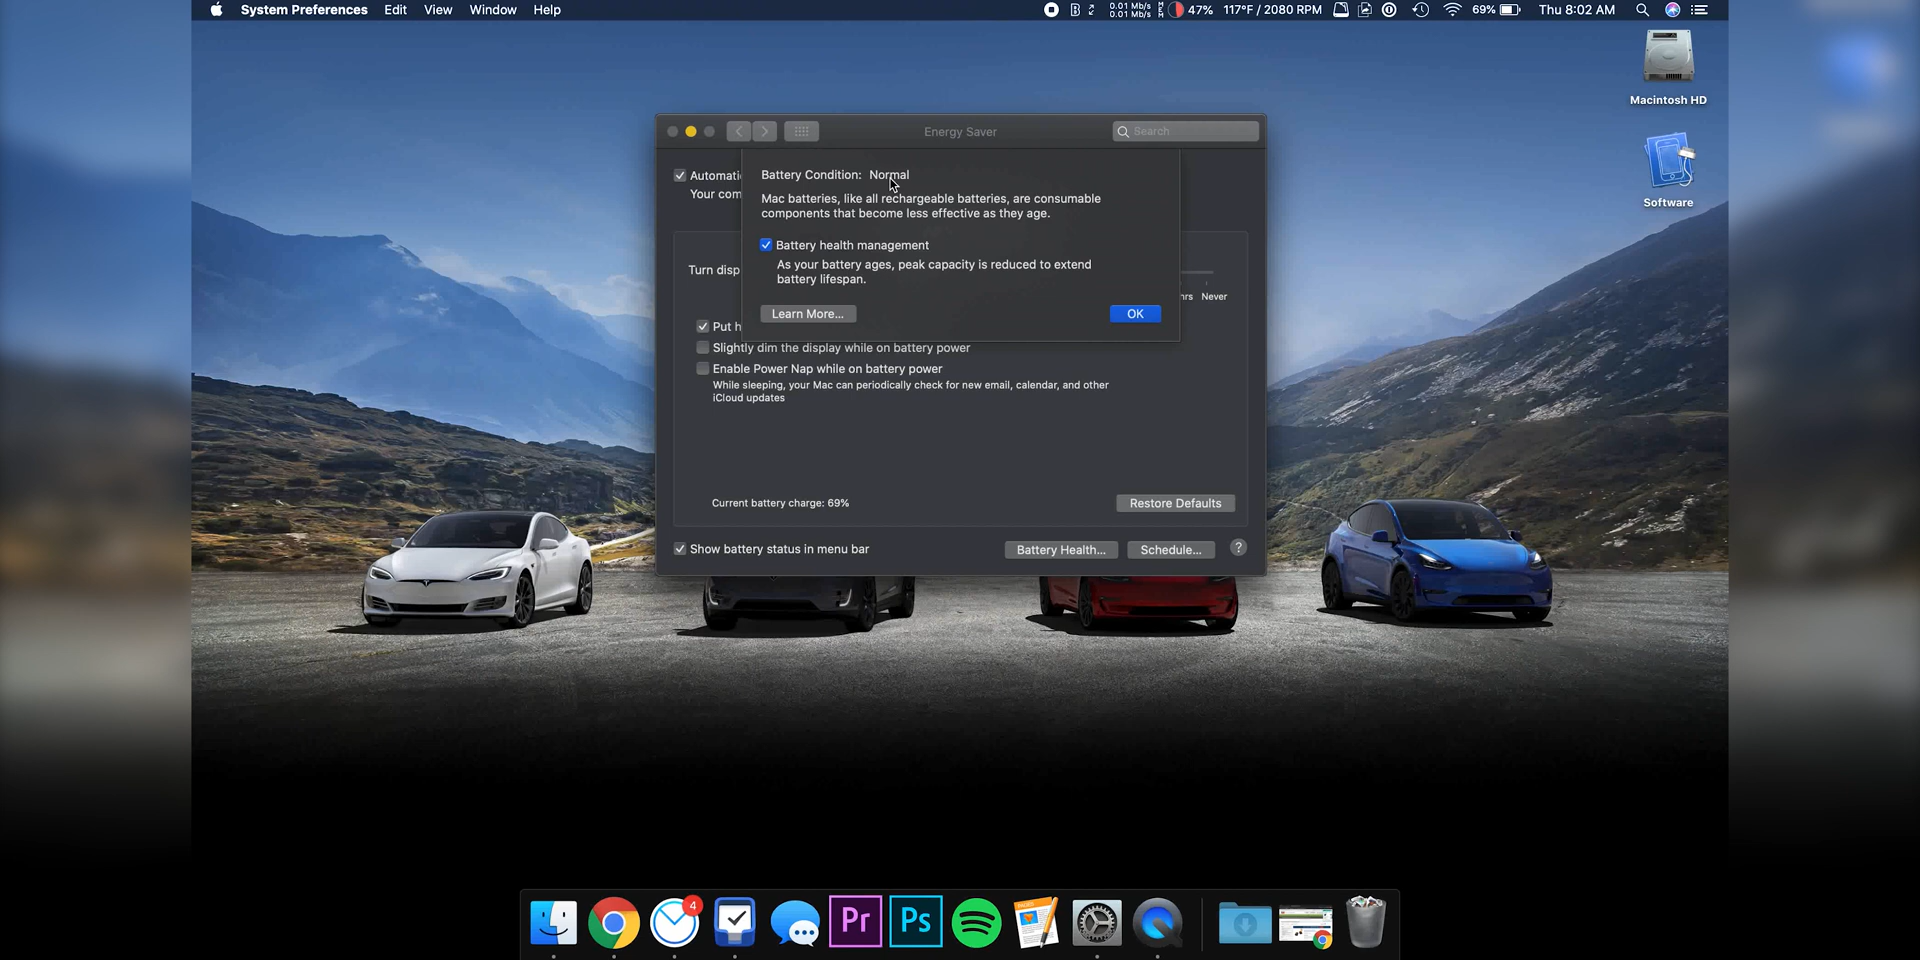 System Preferences Edit View Window Help
0.01 Mb/s
0.01 Mb/s
47% 117°F / 2080 RPM 69% Thu 8:02 AM
Macintosh HD
Software
Energy Saver
Search
Automatic
Your com
Battery Condition: Normal
Mac batteries, like all rechargeable batteries, are consumable
components that become less effective as they age.
Battery health management
As your battery ages, peak capacity is reduced to extend
battery lifespan.
Learn More...
OK
Turn disp
hrs Never
Put h
Slightly dim the display while on battery power
Enable Power Nap while on battery power
While sleeping, your Mac can periodically check for new email, calendar, and other
iCloud updates
Current battery charge: 69%
Restore Defaults
Show battery status in menu bar
Battery Health...
Schedule...
?
4
Pr
Ps
PAGES